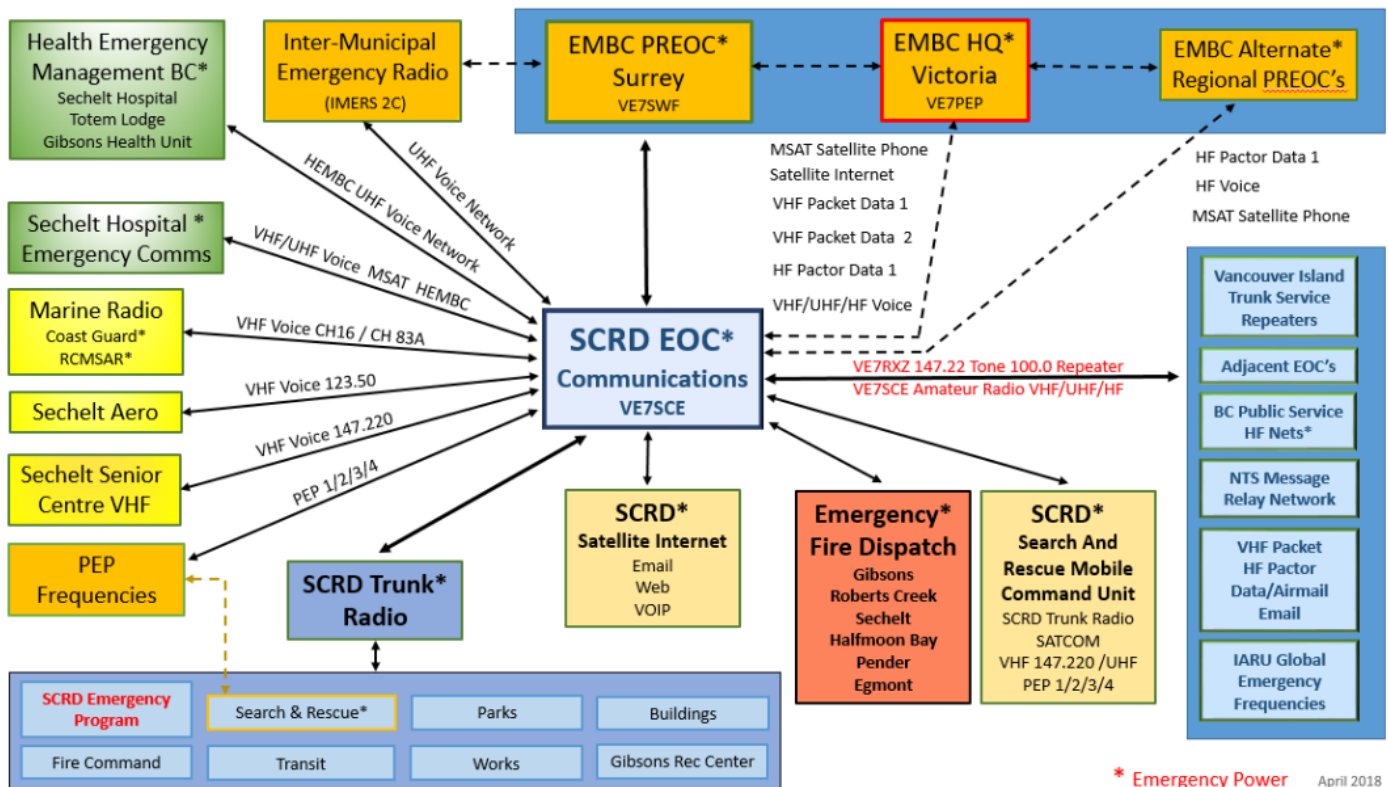 Health Emergency
Management BC*
Sechelt Hospital
Totem Lodge
Gibsons Health Unit
Inter-Municipal
Emergency Radio
(IMERS 2C)
EMBC PREOC*
Surrey
VE7SWF
EMBC HQ*
Victoria
VE7PEP
EMBC Alternate*
Regional PREOC's
UHF Voice Network
HEMBC UHF Voice Network
MSAT Satellite Phone
Satellite Internet
VHF Packet Data 1
VHF Packet Data 2
HF Pactor Data 1
VHF/UHF/HF Voice
HF Pactor Data 1
HF Voice
MSAT Satellite Phone
Sechelt Hospital *
Emergency Comms
VHF/UHF Voice MSAT HEMBC
Marine Radio
Coast Guard*
RCMSAR*
VHF Voice CH16 / CH 83A
Sechelt Aero
VHF Voice 123.50
Sechelt Senior
Centre VHF
VHF Voice 147.220
PEP
Frequencies
PEP 1/2/3/4
SCRD EOC*
Communications
VE7SCE
VE7RXZ 147.22 Tone 100.0 Repeater
VE7SCE Amateur Radio VHF/UHF/HF
Vancouver Island
Trunk Service
Repeaters
Adjacent EOC's
BC Public Service
HF Nets*
NTS Message
Relay Network
VHF Packet
HF Pactor
Data/Airmail
Email
IARU Global
Emergency
Frequencies
SCRD Trunk*
Radio
SCRD*
Satellite Internet
Email
Web
VOIP
Emergency*
Fire Dispatch
Gibsons
Roberts Creek
Sechelt
Halfmoon Bay
Pender
Egmont
SCRD*
Search And
Rescue Mobile
Command Unit
SCRD Trunk Radio
SATCOM
VHF 147.220 /UHF
PEP 1/2/3/4
SCRD Emergency
Program
Search & Rescue*
Parks
Buildings
Fire Command
Transit
Works
Gibsons Rec Center
* Emergency Power
April 2018